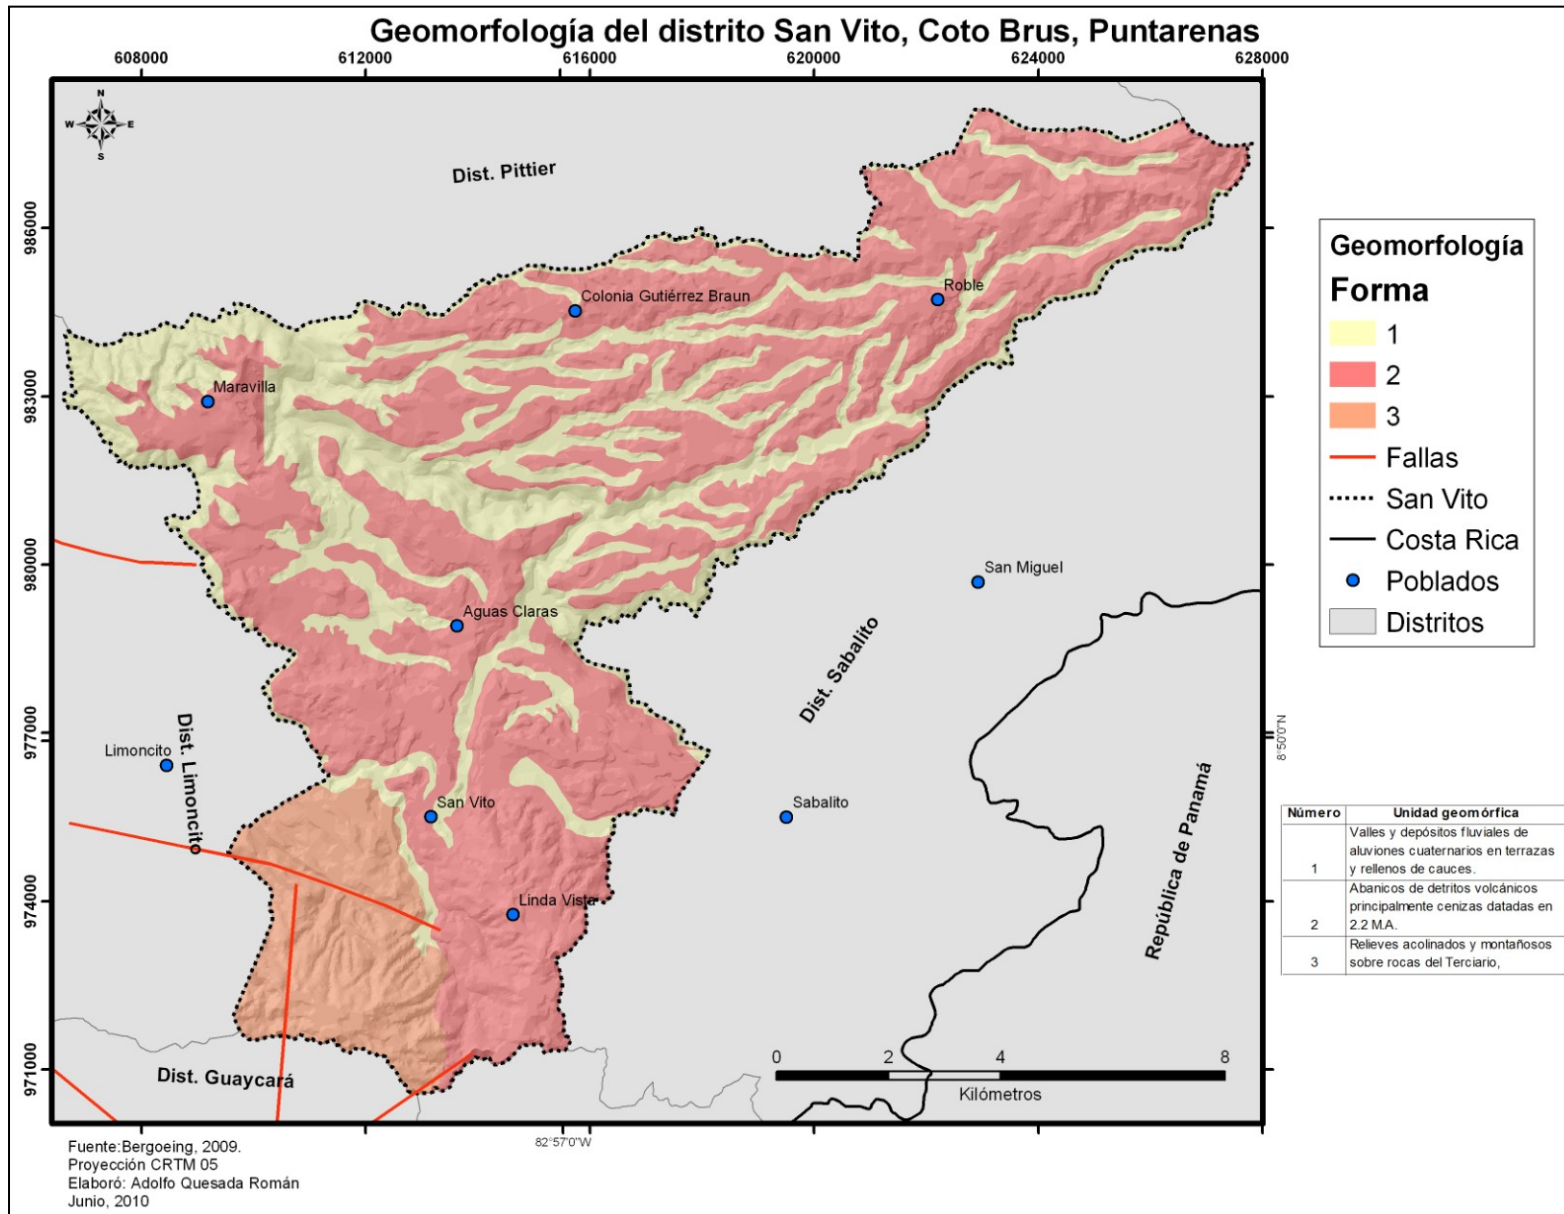 Geomorfología del distrito San Vito, Coto Brus, Puntarenas
608000
612000
616000
620000
624000
628000
N
W
E
S
Dist. Pittier
986000
983000
980000
977000
974000
971000
Colonia Gutiérrez Braun
Roble
Maravilla
San Miguel
Aguas Claras
Dist. Sabalito
Limoncito
Dist. Limoncito
San Vito
Sabalito
Linda Vista
República de Panamá
Dist. Guaycará
0
2
4
8
Kilómetros
8°50'0"N
82°57'0"W
Geomorfología
Forma
1
2
3
Fallas
San Vito
Costa Rica
Poblados
Distritos
Número Unidad geomórfica
1 Valles y depósitos fluviales de
aluviones cuaternarios en terrazas
y rellenos de cauces.
2 Abanicos de detritos volcánicos
principalmente cenizas datadas en
2.2 M.A.
3 Relieves acolinados y montañosos
sobre rocas del Terciario,
Fuente:Bergoeing, 2009.
Proyección CRTM 05
Elaboró: Adolfo Quesada Román
Junio, 2010